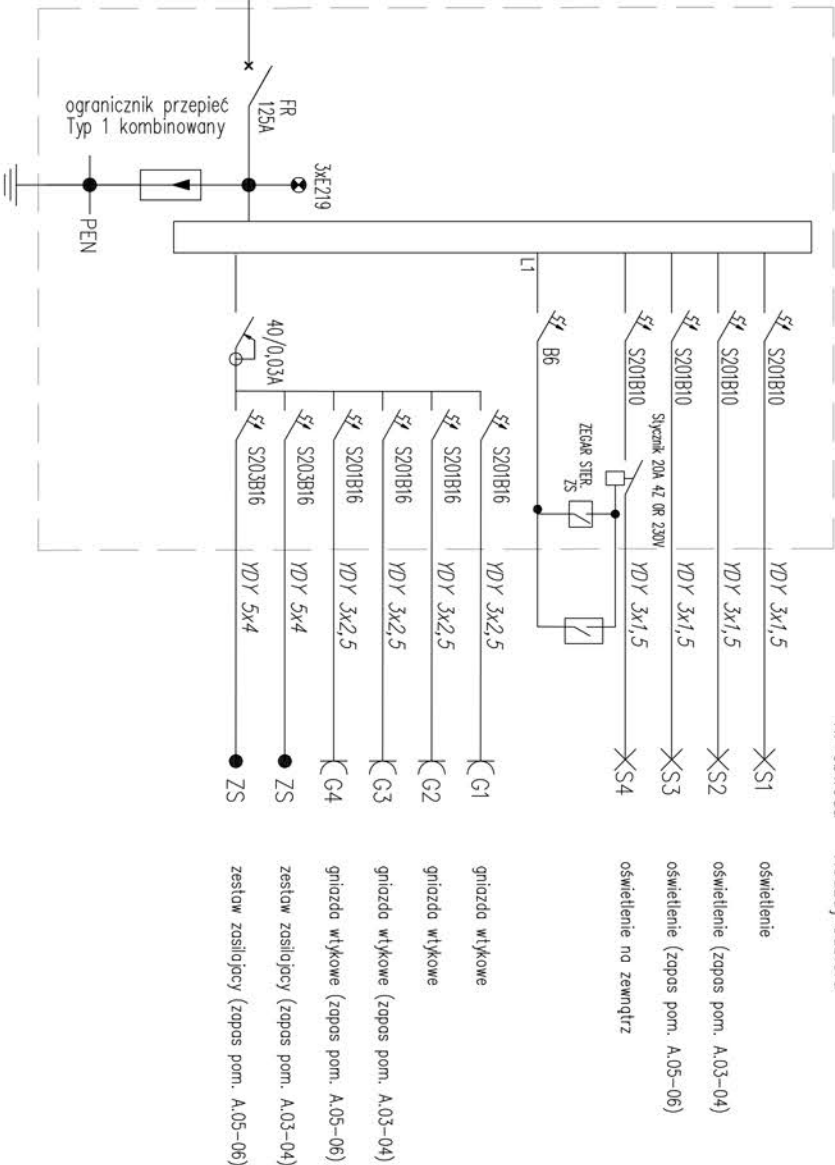 ogranicznik przepieć
Typ 1 kombinowany
FR
125A
3xE219
PEN
L1
S201B10
YDY 3x1,5
S1
oświetlenie
S201B10
YDY 3x1,5
S2
oświetlenie (zapas pom. A.03-04)
S201B10
YDY 3x1,5
S3
oświetlenie (zapas pom. A.05-06)
S201B10
Stycznik 20A 4Z 0R 230V
YDY 3x1,5
S4
oświetlenie na zewnątrz
B6
ZEGAR STER.
ZS
40/0,03A
S201B16
YDY 3x2,5
G1
gniazda wtykowe
S201B16
YDY 3x2,5
G2
gniazda wtykowe
S201B16
YDY 3x2,5
G3
gniazda wtykowe (zapas pom. A.03-04)
S201B16
YDY 3x2,5
G4
gniazda wtykowe (zapas pom. A.05-06)
S203B16
YDY 5x4
ZS
zestaw zasilajacy (zapas pom. A.03-04)
S203B16
YDY 5x4
ZS
zestaw zasilajacy (zapas pom. A.05-06)